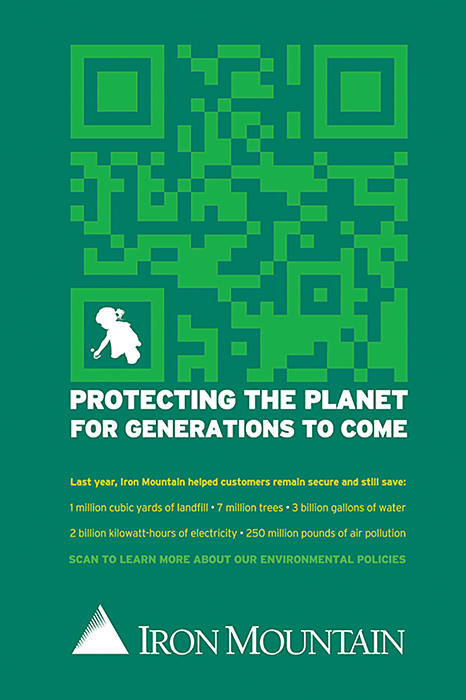 PROTECTING THE PLANET
FOR GENERATIONS TO COME
Last year, Iron Mountain helped customers remain secure and still save:
1 million cubic yards of landfill • 7 million trees • 3 billion gallons of water
2 billion kilowatt-hours of electricity • 250 million pounds of air pollution
SCAN TO LEARN MORE ABOUT OUR ENVIRONMENTAL POLICIES
IRON MOUNTAIN